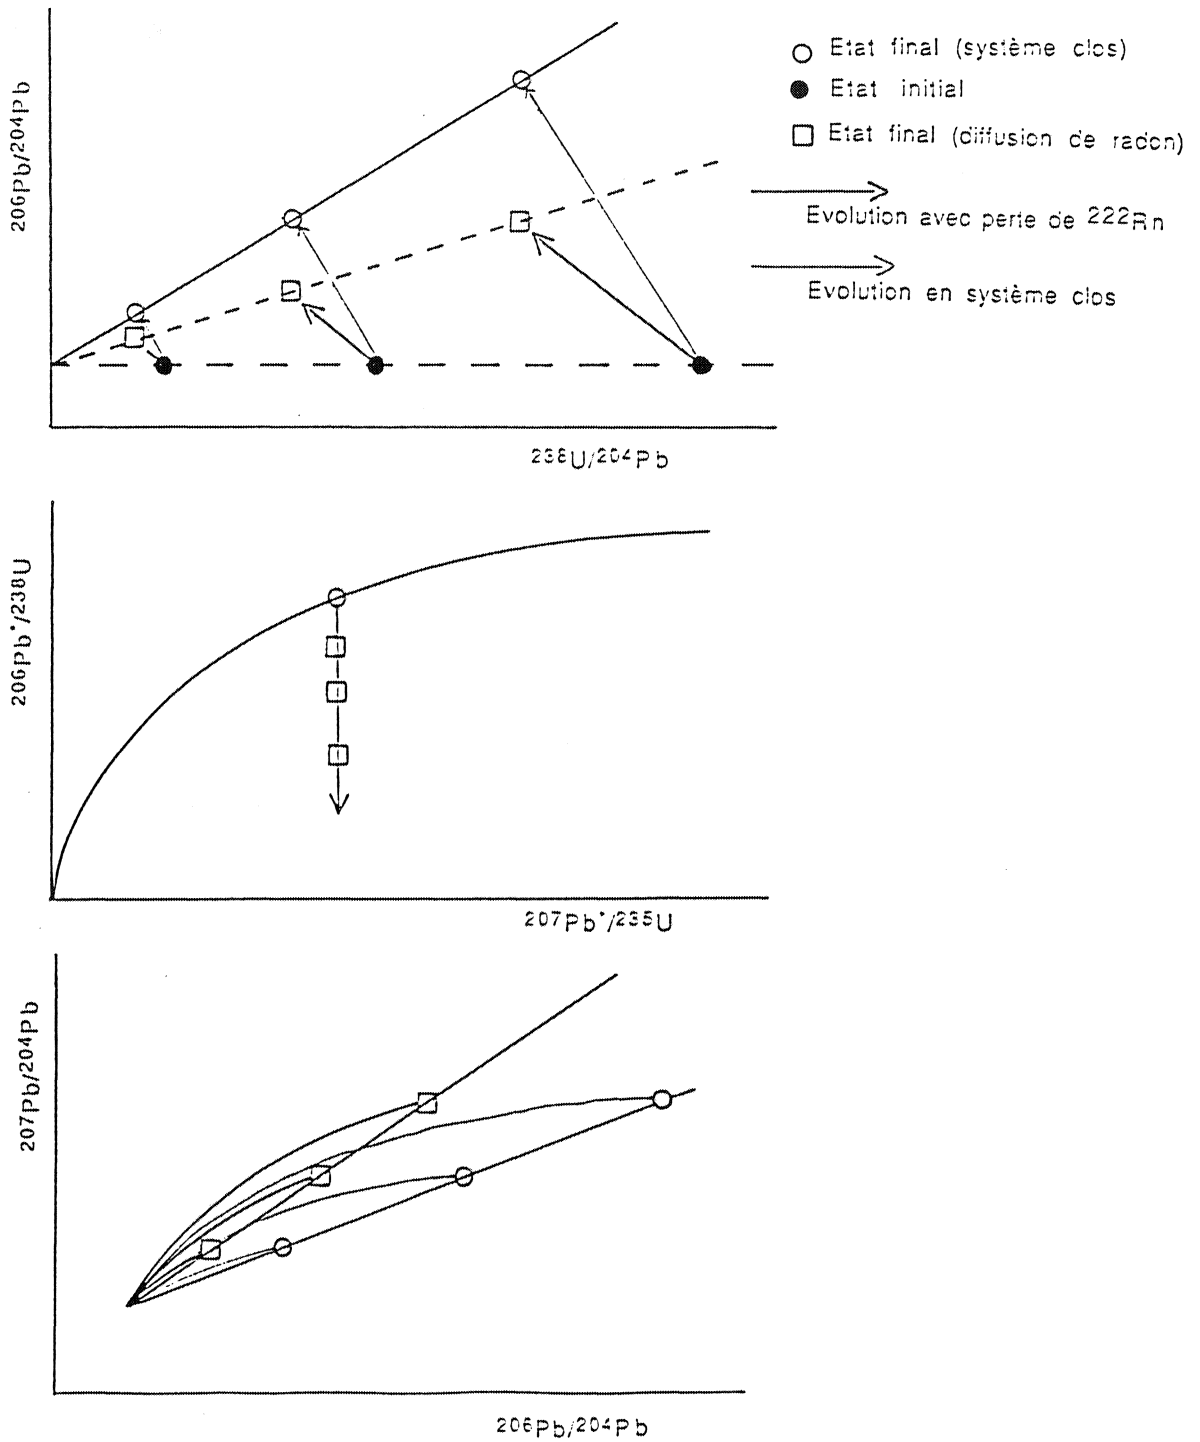 206Pb/204Pb
Etat final (système clos)
Etat initial
Etat final (diffusion de radon)
Evolution avec perte de 222Rn
Evolution en système clos
238U/204Pb
206Pb*/238U
207Pb*/235U
207Pb/204Pb
206Pb/204Pb